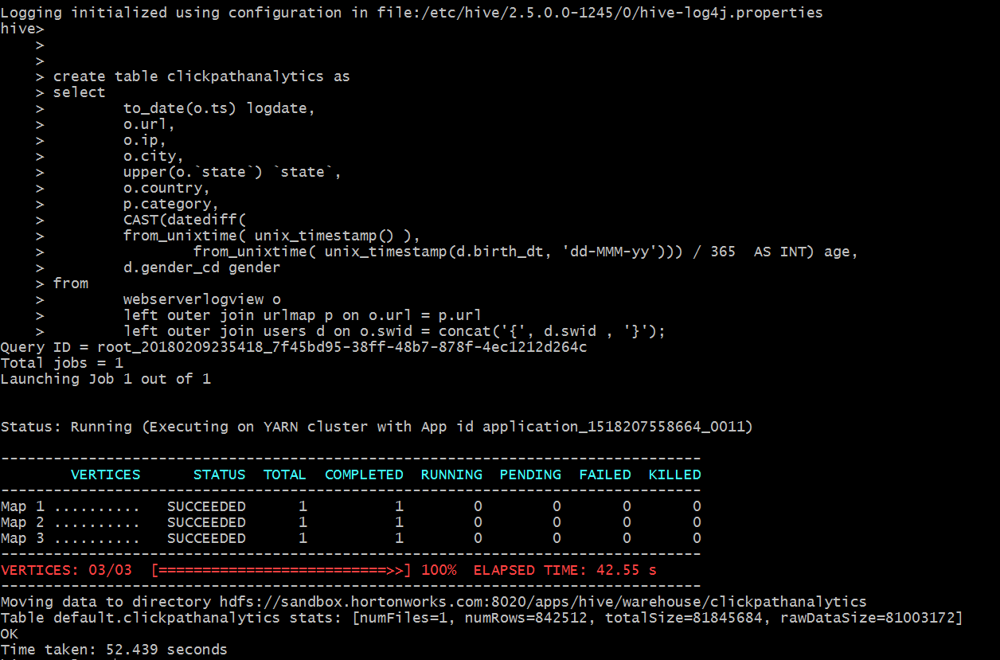 Logging initialized using configuration in file:/etc/hive/2.5.0.0-1245/0/hive-log4j.properties
hive>
    >
    >
    > create table clickpathanalytics as
    > select
    >         to_date(o.ts) logdate,
    >         o.url,
    >         o.ip,
    >         o.city,
    >         upper(o.`state`) `state`,
    >         o.country,
    >         p.category,
    >         CAST(datediff(
    >         from_unixtime( unix_timestamp() ),
    >                 from_unixtime( unix_timestamp(d.birth_dt, 'dd-MMM-yy'))) / 365  AS INT) age,
    >         d.gender_cd gender
    > from
    >         webserverlogview o
    >         left outer join urlmap p on o.url = p.url
    >         left outer join users d on o.swid = concat('{', d.swid , '}');
Query ID = root_20180209235418_7f45bd95-38ff-48b7-878f-4ec1212d264c
Total jobs = 1
Launching Job 1 out of 1
Status: Running (Executing on YARN cluster with App id application_1518207558664_0011)
--------------------------------------------------------------------------------
        VERTICES      STATUS  TOTAL  COMPLETED  RUNNING  PENDING  FAILED  KILLED
--------------------------------------------------------------------------------
Map 1 ..........   SUCCEEDED      1          1        0        0       0       0
Map 2 ..........   SUCCEEDED      1          1        0        0       0       0
Map 3 ..........   SUCCEEDED      1          1        0        0       0       0
--------------------------------------------------------------------------------
VERTICES: 03/03  [==========================>>] 100%  ELAPSED TIME: 42.55 s
--------------------------------------------------------------------------------
Moving data to directory hdfs://sandbox.hortonworks.com:8020/apps/hive/warehouse/clickpathanalytics
Table default.clickpathanalytics stats: [numFiles=1, numRows=842512, totalSize=81845684, rawDataSize=81003172]
OK
Time taken: 52.439 seconds